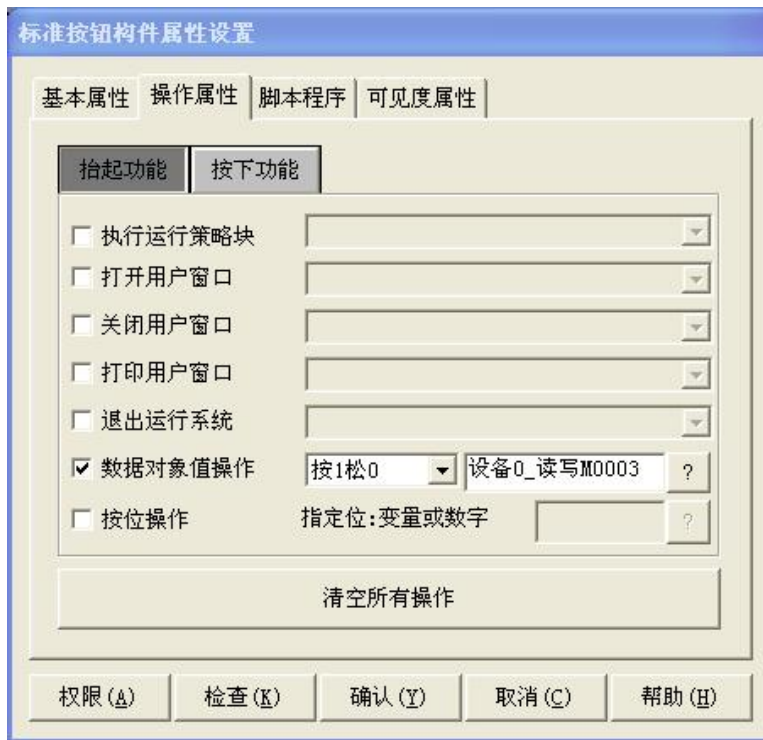 标准按钮构件属性设置
基本属性 操作属性 脚本程序 可见度属性
抬起功能 按下功能
执行运行策略块
打开用户窗口
关闭用户窗口
打印用户窗口
退出运行系统
数据对象值操作 按1松0 设备0_读写M0003 ?
按位操作 指定位:变量或数字 ?
清空所有操作
权限(A) 检查(K) 确认(Y) 取消(C) 帮助(H)